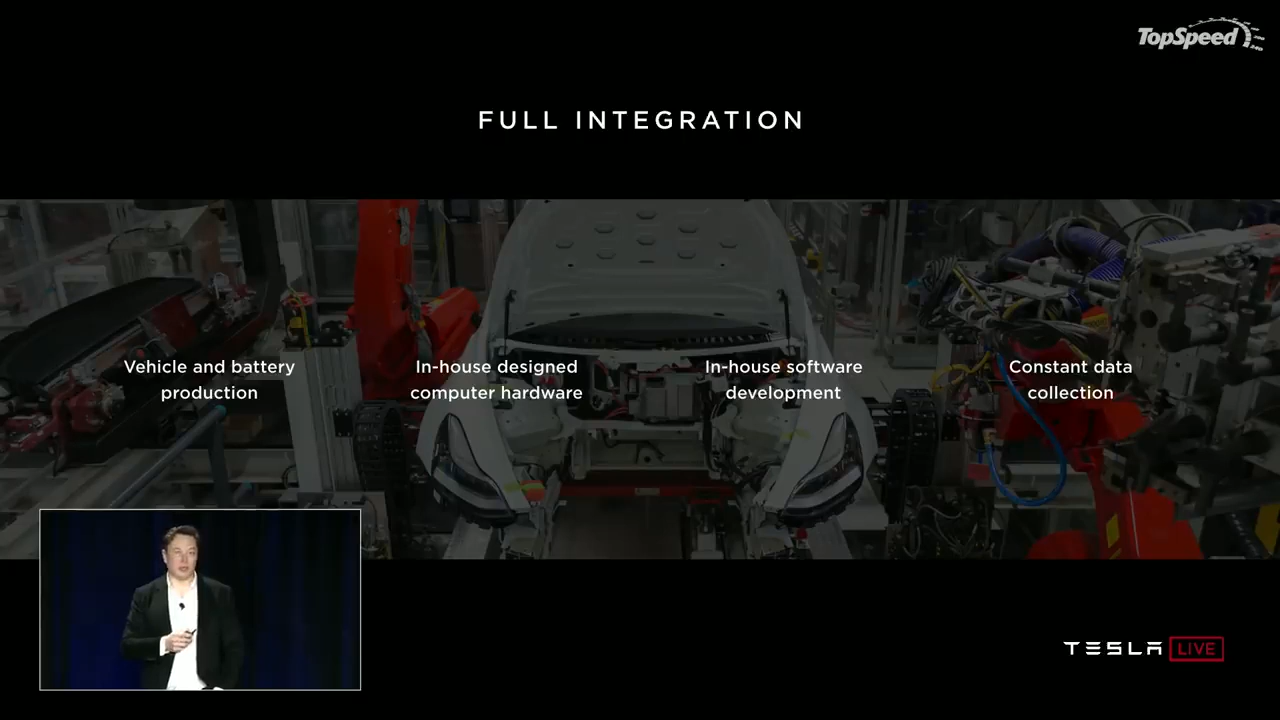 TopSpeed
FULL INTEGRATION
Vehicle and battery
production
In-house designed
computer hardware
In-house software
development
Constant data
collection
TESLA LIVE